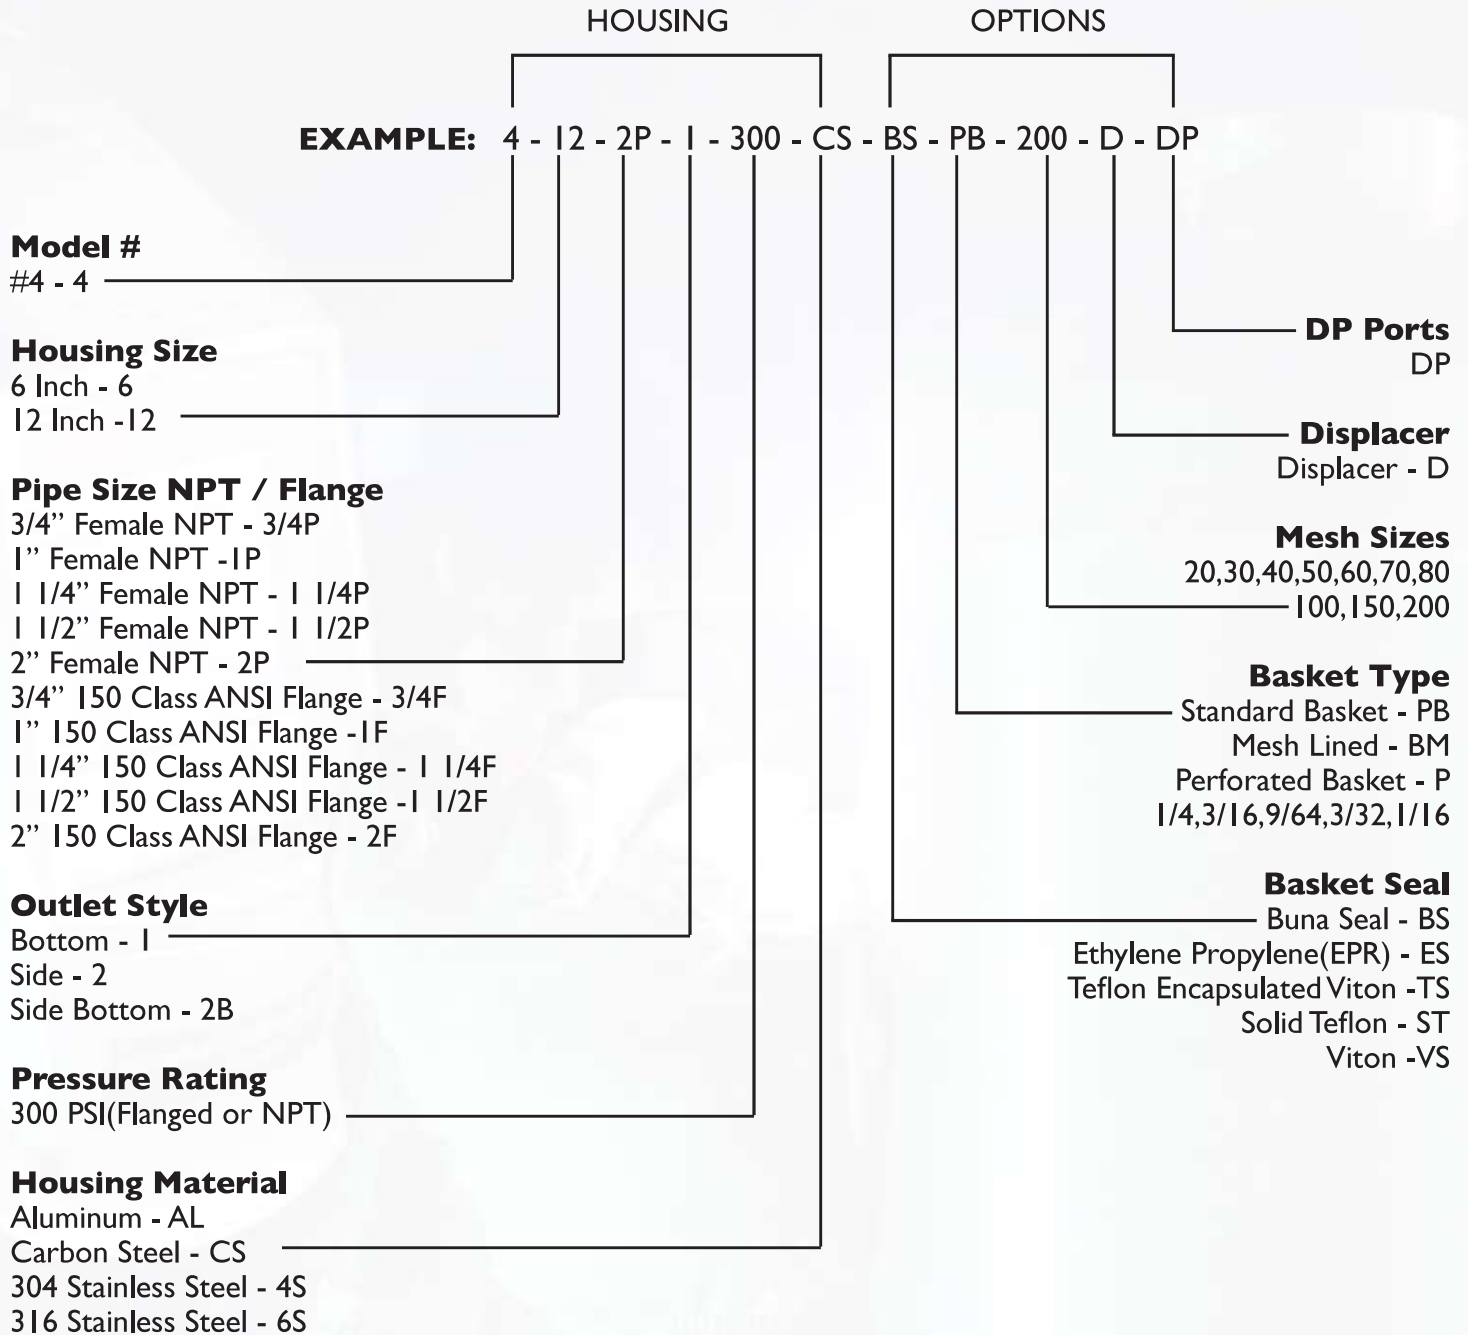 HOUSING
OPTIONS
EXAMPLE: 4 - 12 - 2P - 1 - 300 - CS - BS - PB - 200 - D - DP
Model #
#4 - 4
Housing Size
6 Inch - 6
12 Inch -12
Pipe Size NPT / Flange
3/4” Female NPT - 3/4P
1” Female NPT -1P
1 1/4” Female NPT - 1 1/4P
1 1/2” Female NPT - 1 1/2P
2” Female NPT - 2P
3/4” 150 Class ANSI Flange - 3/4F
1” 150 Class ANSI Flange -1F
1 1/4” 150 Class ANSI Flange - 1 1/4F
1 1/2” 150 Class ANSI Flange -1 1/2F
2” 150 Class ANSI Flange - 2F
Outlet Style
Bottom - 1
Side - 2
Side Bottom - 2B
Pressure Rating
300 PSI(Flanged or NPT)
Housing Material
Aluminum - AL
Carbon Steel - CS
304 Stainless Steel - 4S
316 Stainless Steel - 6S
DP Ports
DP
Displacer
Displacer - D
Mesh Sizes
20,30,40,50,60,70,80
100,150,200
Basket Type
Standard Basket - PB
Mesh Lined - BM
Perforated Basket - P
1/4,3/16,9/64,3/32,1/16
Basket Seal
Buna Seal - BS
Ethylene Propylene(EPR) - ES
Teflon Encapsulated Viton -TS
Solid Teflon - ST
Viton -VS